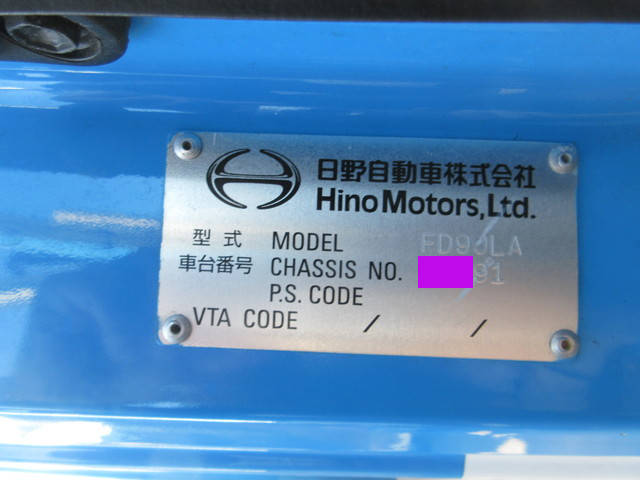 日野自動車株式会社
Hino Motors, Ltd.
型式 MODEL FD9JLA
車台番号 CHASSIS NO. 91
P.S. CODE
VTA CODE / /